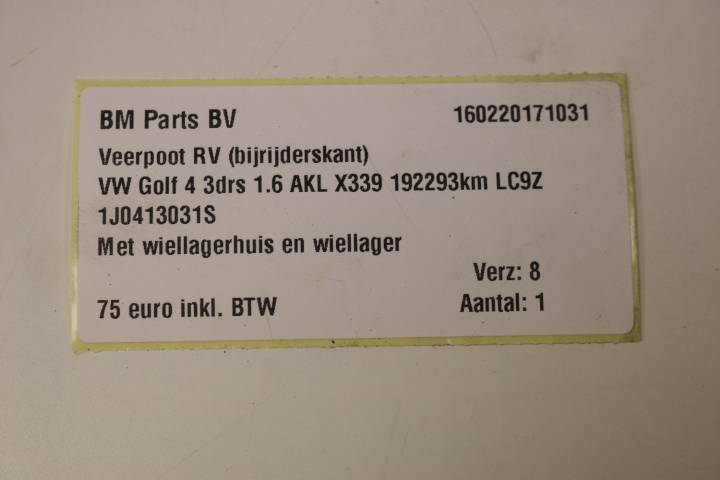 BM Parts BV 160220171031
Veerpoot RV (bijrijderskant)
VW Golf 4 3drs 1.6 AKL X339 192293km LC9Z
1J0413031S
Met wiellagerhuis en wiellager
Verz: 8
75 euro inkl. BTW Aantal: 1